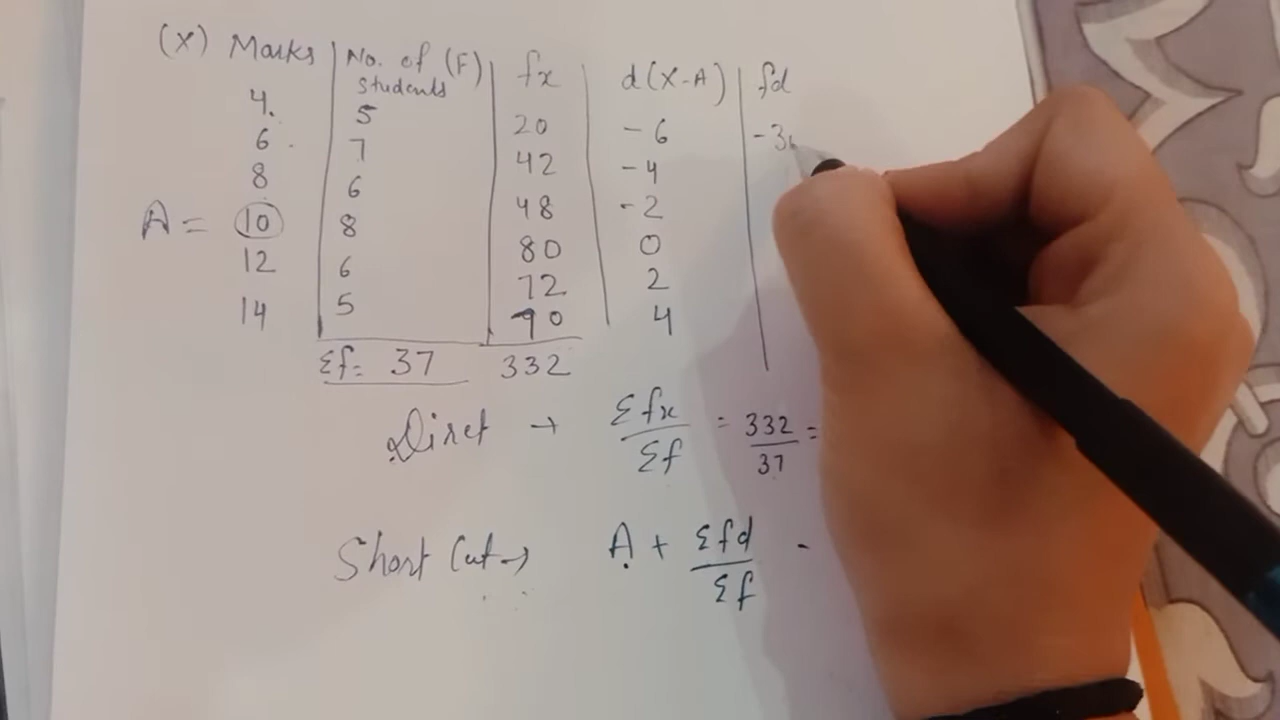 (X) Marks No. of (F) Students fx d(X-A) fd
4 5 20 -6 -3
6 7 42 -4
8 6 48 -2
A = 10 8 80 0
12 6 72 2
14 5 90 4
Σf= 37 332
Diret → Σfx/Σf = 332/37 =
Short Cut → A + Σfd/Σf -